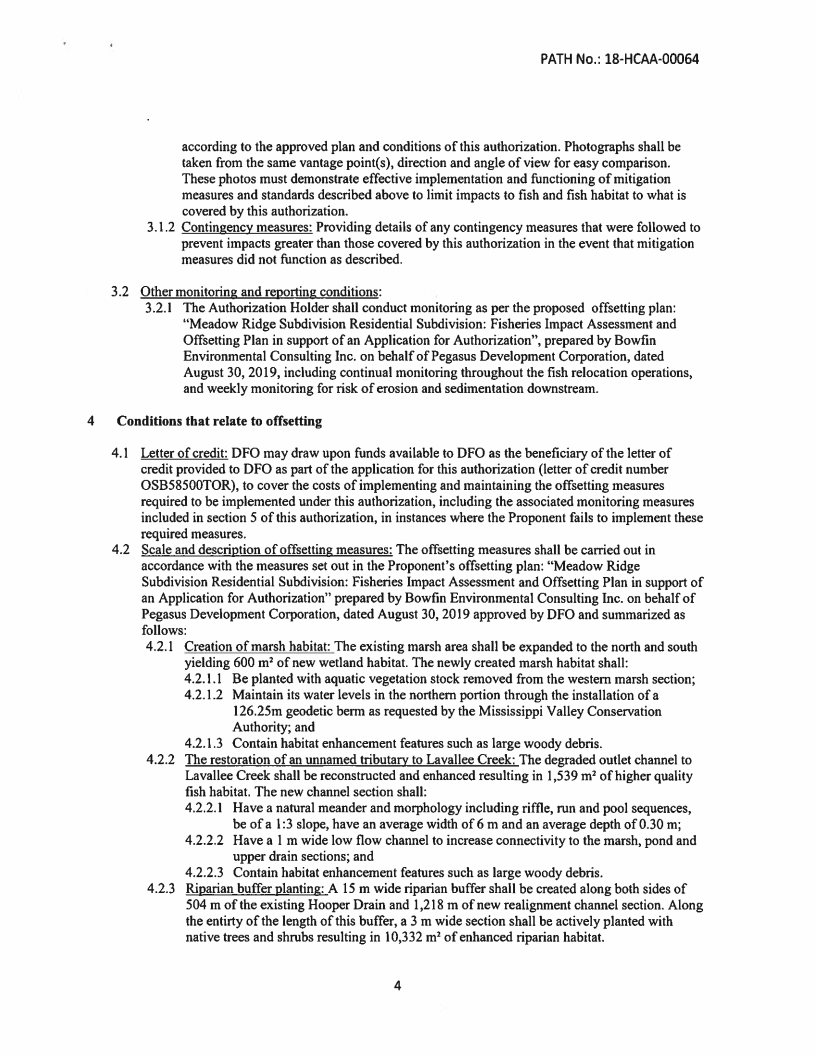 PATH No.: 18-HCAA-00064
according to the approved plan and conditions of this authorization. Photographs shall be
taken from the same vantage point(s), direction and angle of view for easy comparison.
These photos must demonstrate effective implementation and functioning of mitigation
measures and standards described above to limit impacts to fish and fish habitat to what is
covered by this authorization.
3.1.2 Contingency measures: Providing details of any contingency measures that were followed to
prevent impacts greater than those covered by this authorization in the event that mitigation
measures did not function as described.
3.2 Other monitoring and reporting conditions:
3.2.1 The Authorization Holder shall conduct monitoring as per the proposed offsetting plan:
“Meadow Ridge Subdivision Residential Subdivision: Fisheries Impact Assessment and
Offsetting Plan in support of an Application for Authorization”, prepared by Bowfin
Environmental Consulting Inc. on behalf of Pegasus Development Corporation, dated
August 30, 2019, including continual monitoring throughout the fish relocation operations,
and weekly monitoring for risk of erosion and sedimentation downstream.
4 Conditions that relate to offsetting
4.1 Letter of credit: DFO may draw upon funds available to DFO as the beneficiary of the letter of
credit provided to DFO as part of the application for this authorization (letter of credit number
OSB58500TOR), to cover the costs of implementing and maintaining the offsetting measures
required to be implemented under this authorization, including the associated monitoring measures
included in section 5 of this authorization, in instances where the Proponent fails to implement these
required measures.
4.2 Scale and description of offsetting measures: The offsetting measures shall be carried out in
accordance with the measures set out in the Proponent’s offsetting plan: “Meadow Ridge
Subdivision Residential Subdivision: Fisheries Impact Assessment and Offsetting Plan in support of
an Application for Authorization” prepared by Bowfin Environmental Consulting Inc. on behalf of
Pegasus Development Corporation, dated August 30, 2019 approved by DFO and summarized as
follows:
4.2.1 Creation of marsh habitat: The existing marsh area shall be expanded to the north and south
yielding 600 m² of new wetland habitat. The newly created marsh habitat shall:
4.2.1.1 Be planted with aquatic vegetation stock removed from the western marsh section;
4.2.1.2 Maintain its water levels in the northern portion through the installation of a
126.25m geodetic berm as requested by the Mississippi Valley Conservation
Authority; and
4.2.1.3 Contain habitat enhancement features such as large woody debris.
4.2.2 The restoration of an unnamed tributary to Lavallee Creek: The degraded outlet channel to
Lavallee Creek shall be reconstructed and enhanced resulting in 1,539 m² of higher quality
fish habitat. The new channel section shall:
4.2.2.1 Have a natural meander and morphology including riffle, run and pool sequences,
be of a 1:3 slope, have an average width of 6 m and an average depth of 0.30 m;
4.2.2.2 Have a 1 m wide low flow channel to increase connectivity to the marsh, pond and
upper drain sections; and
4.2.2.3 Contain habitat enhancement features such as large woody debris.
4.2.3 Riparian buffer planting: A 15 m wide riparian buffer shall be created along both sides of
504 m of the existing Hooper Drain and 1,218 m of new realignment channel section. Along
the entirty of the length of this buffer, a 3 m wide section shall be actively planted with
native trees and shrubs resulting in 10,332 m² of enhanced riparian habitat.
4